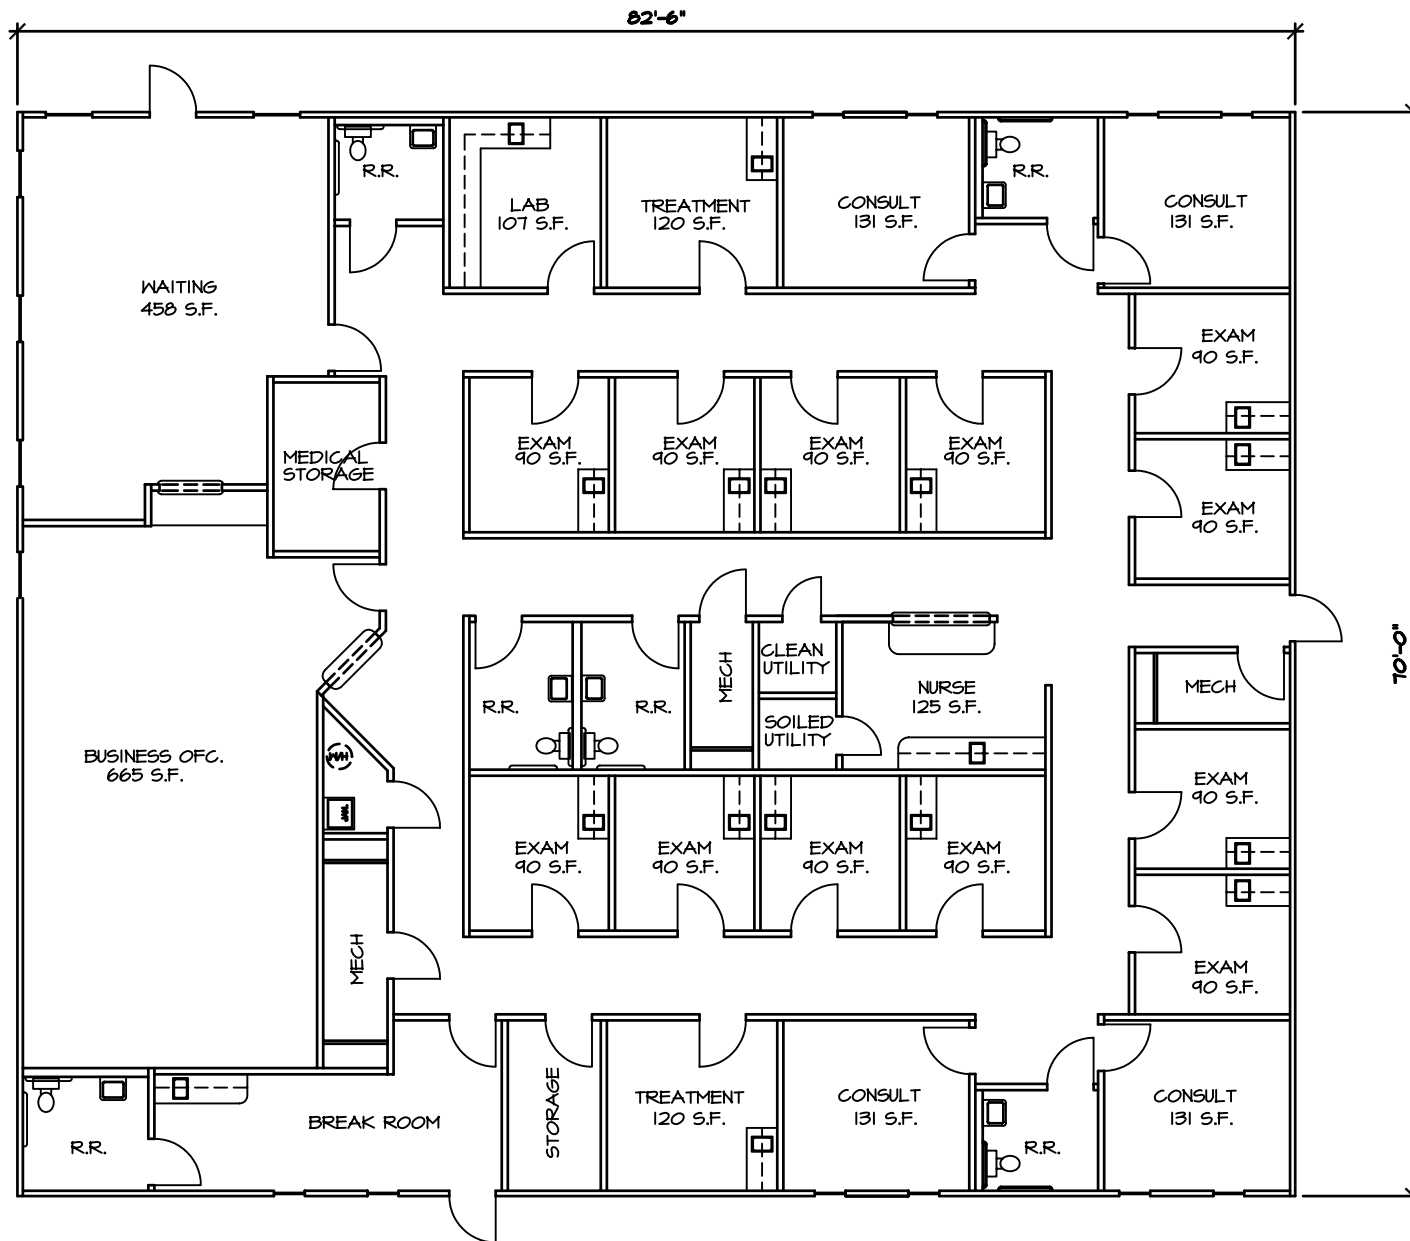 82'-6"
R.R.
LAB
107 S.F.
TREATMENT
120 S.F.
CONSULT
131 S.F.
R.R.
CONSULT
131 S.F.
WAITING
458 S.F.
EXAM
90 S.F.
MEDICAL
STORAGE
EXAM
90 S.F.
EXAM
90 S.F.
EXAM
90 S.F.
EXAM
90 S.F.
EXAM
90 S.F.
70'-0"
R.R.
R.R.
MECH
CLEAN
UTILITY
SOILED
UTILITY
NURSE
125 S.F.
MECH
BUSINESS OFC.
665 S.F.
EXAM
90 S.F.
EXAM
90 S.F.
EXAM
90 S.F.
EXAM
90 S.F.
EXAM
90 S.F.
MECH
EXAM
90 S.F.
R.R.
BREAK ROOM
STORAGE
TREATMENT
120 S.F.
CONSULT
131 S.F.
R.R.
CONSULT
131 S.F.